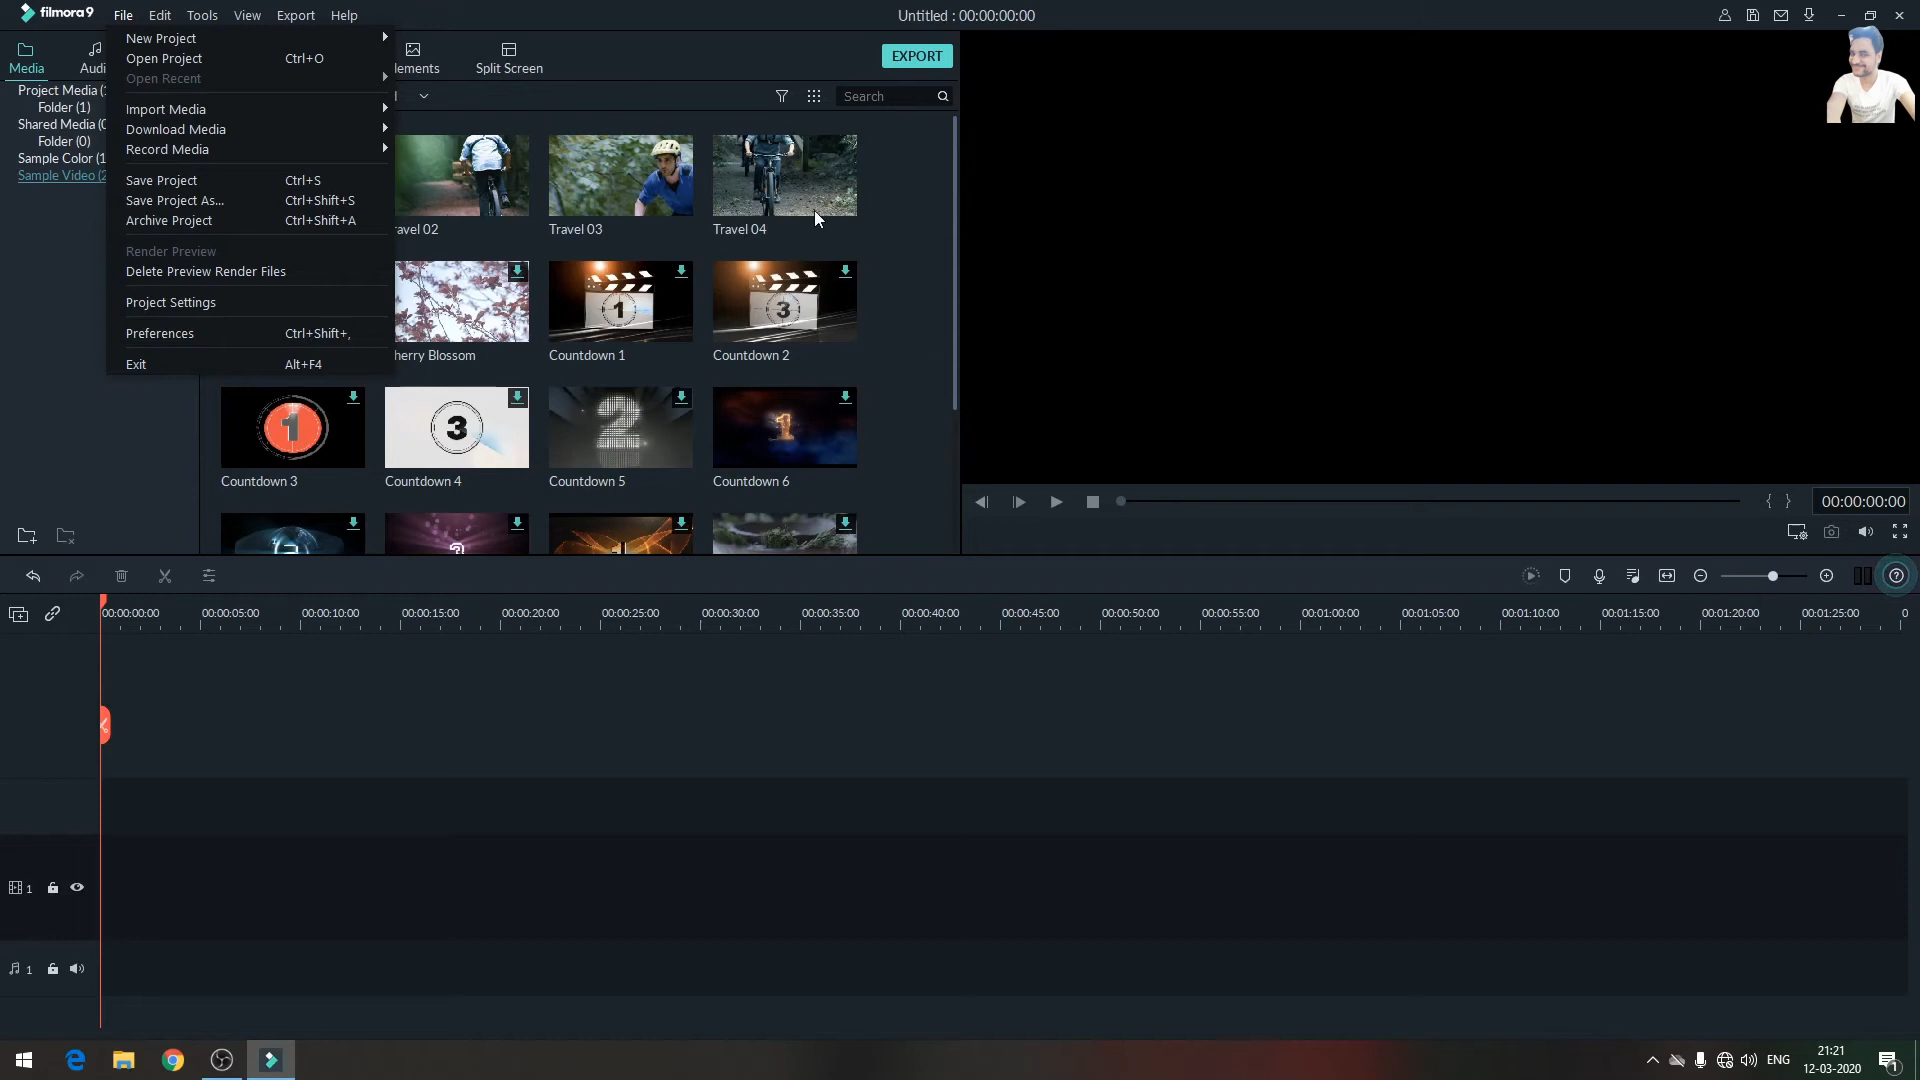 filmora9
File Edit Tools View Export Help
Untitled : 00:00:00:00
New Project
Open Project Ctrl+O
Open Recent
Import Media
Download Media
Record Media
Save Project Ctrl+S
Save Project As... Ctrl+Shift+S
Archive Project Ctrl+Shift+A
Render Preview
Delete Preview Render Files
Project Settings
Preferences Ctrl+Shift+,
Exit Alt+F4
Media
Audi
lements
Split Screen
EXPORT
Project Media (1
Folder (1)
Shared Media (0
Folder (0)
Sample Color (1
Sample Video (2
Search
avel 02
Travel 03
Travel 04
herry Blossom
1
Countdown 1
3
Countdown 2
1
Countdown 3
3
Countdown 4
2
Countdown 5
1
Countdown 6
{ }
00:00:00:00
00:00:00:00 00:00:05:00 00:00:10:00 00:00:15:00 00:00:20:00 00:00:25:00 00:00:30:00 00:00:35:00 00:00:40:00 00:00:45:00 00:00:50:00 00:00:55:00 00:01:00:00 00:01:05:00 00:01:10:00 00:01:15:00 00:01:20:00 00:01:25:00 0
1
1
ENG
21:21
12-03-2020
1